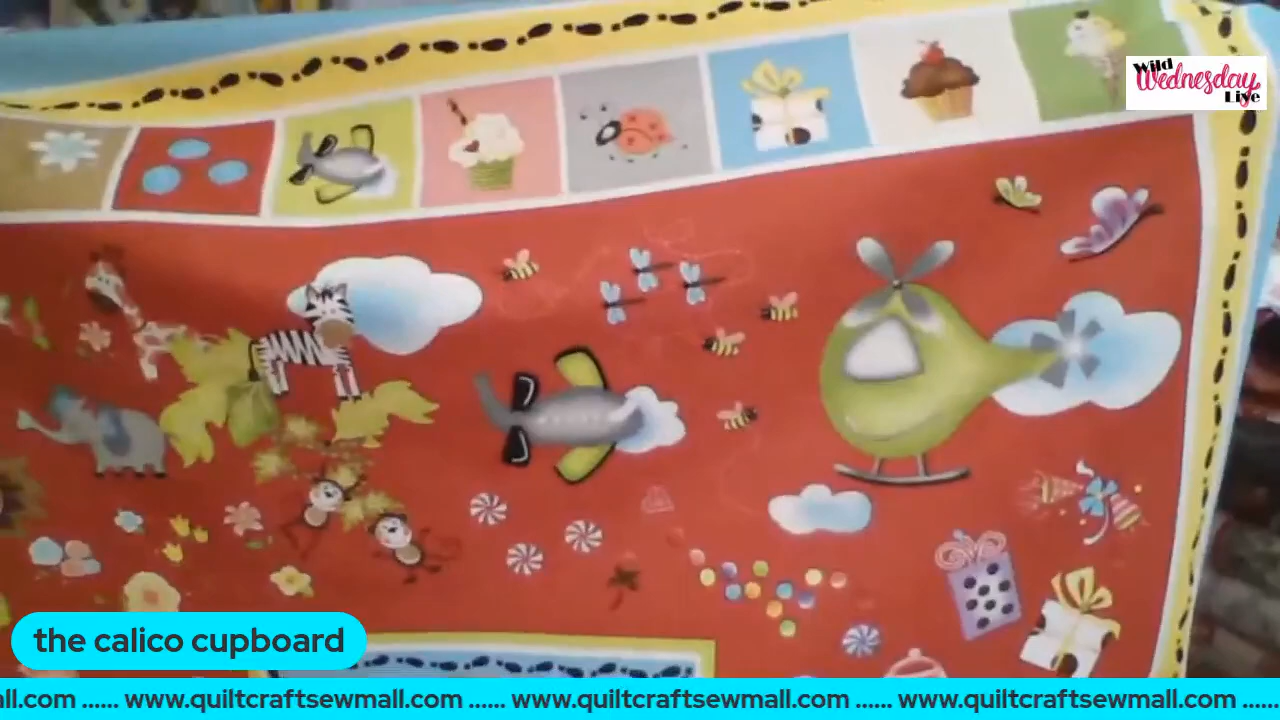 Wild
Wednesday
Live
the calico cupboard
all.com ...... www.quiltcraftsewmall.com ...... www.quiltcraftsewmall.com ...... www.quiltcraftsewmall.com ......